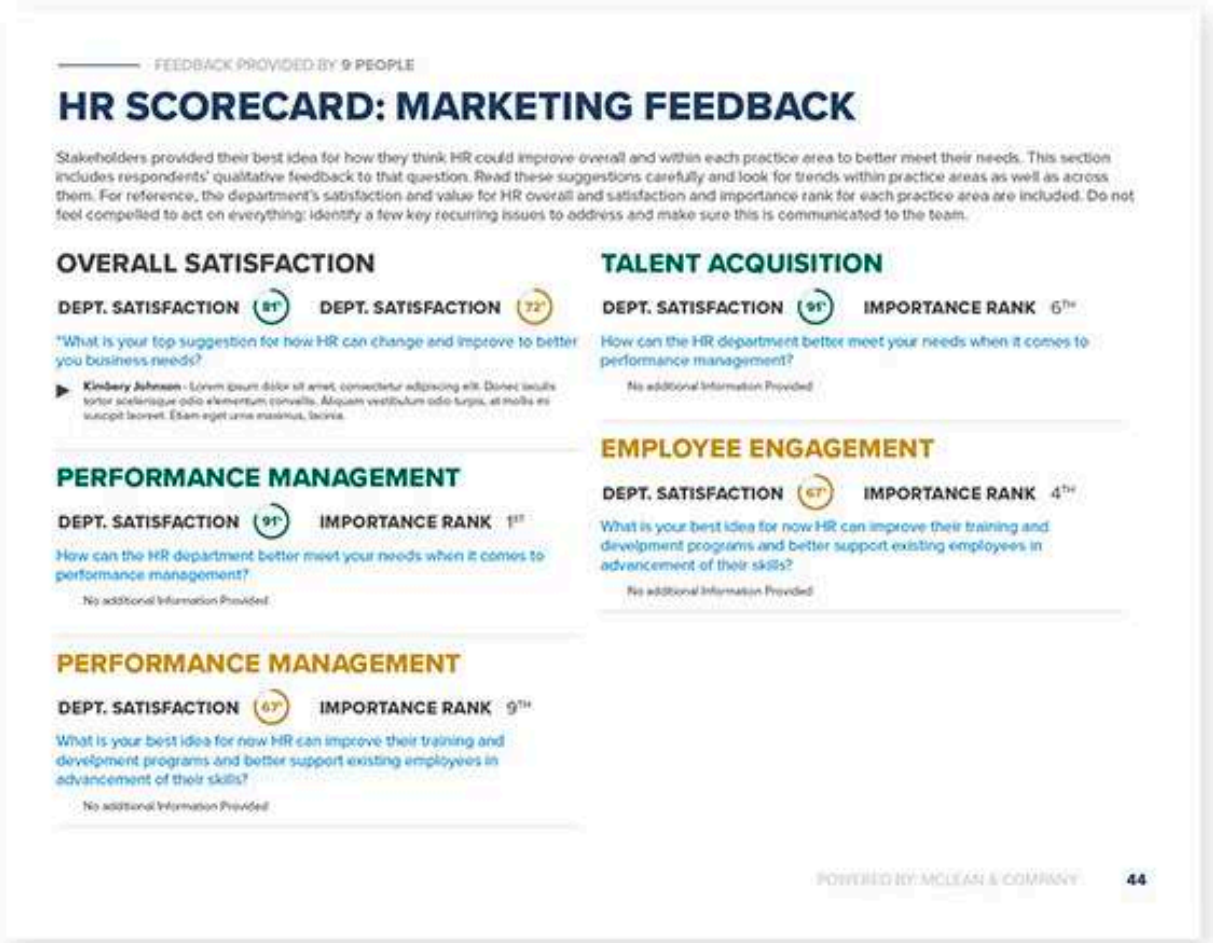 FEEDBACK PROVIDED BY 9 PEOPLE
HR SCORECARD: MARKETING FEEDBACK
Stakeholders provided their best idea for how they think HR could improve overall and within each practice area to better meet their needs. This section
includes respondents' qualitative feedback to that question. Read these suggestions carefully and look for trends within practice areas as well as across
them. For reference, the department's satisfaction and value for HR overall and satisfaction and importance rank for each practice area are included. Do not
feel compelled to act on everything: identify a few key recurring issues to address and make sure this is communicated to the team.
OVERALL SATISFACTION
DEPT. SATISFACTION 81 DEPT. SATISFACTION 72
"What is your top suggestion for how HR can change and improve to better
you business needs?
Kimbery Johnson - Lorem ipsum dolor sit amet, consectetur adipiscing elit. Donec iaculis
tortor scelerisque odio elementum convallis. Aliquam vestibulum odio turpis, at mollis mi
suscipit laoreet. Etiam eget urna maximus, lacinia.
PERFORMANCE MANAGEMENT
DEPT. SATISFACTION 91 IMPORTANCE RANK 1ST
How can the HR department better meet your needs when it comes to
performance management?
No additional Information Provided
PERFORMANCE MANAGEMENT
DEPT. SATISFACTION 67 IMPORTANCE RANK 9TH
What is your best idea for now HR can improve their training and
develpment programs and better support existing employees in
advancement of their skills?
No additional Information Provided
TALENT ACQUISITION
DEPT. SATISFACTION 91 IMPORTANCE RANK 6TH
How can the HR department better meet your needs when it comes to
performance management?
No additional Information Provided
EMPLOYEE ENGAGEMENT
DEPT. SATISFACTION 67 IMPORTANCE RANK 4TH
What is your best idea for now HR can improve their training and
develpment programs and better support existing employees in
advancement of their skills?
No additional Information Provided
POWERED BY: MCLEAN & COMPANY 44